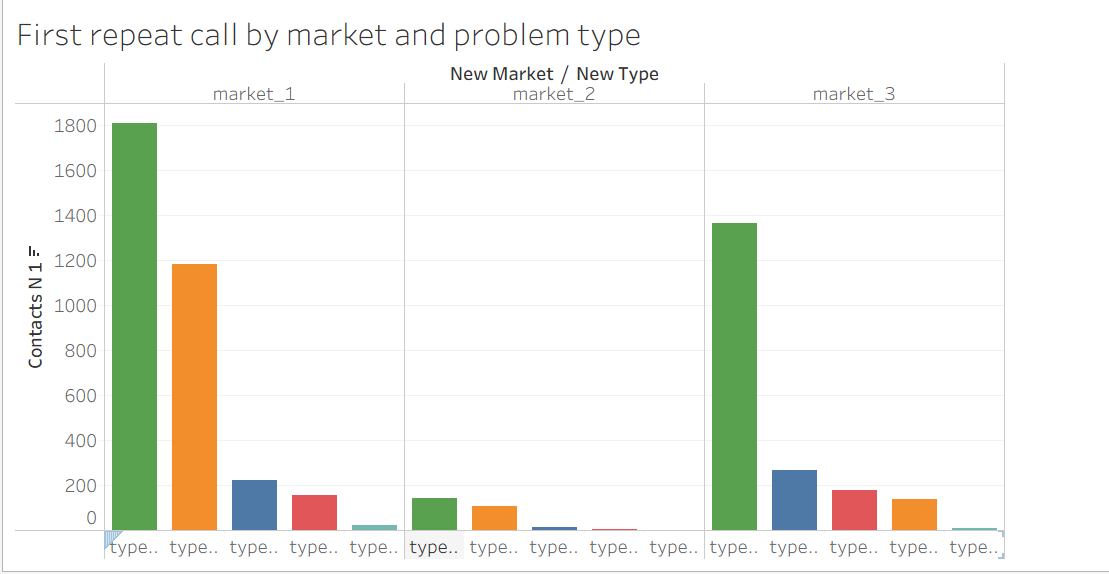 First repeat call by market and problem type
New Market / New Type
market_1 market_2 market_3
1800
1600
1400
1200
1000
800
600
400
200
0
Contacts N 1
type.. type.. type.. type.. type.. type.. type.. type.. type.. type.. type.. type.. type.. type.. type..